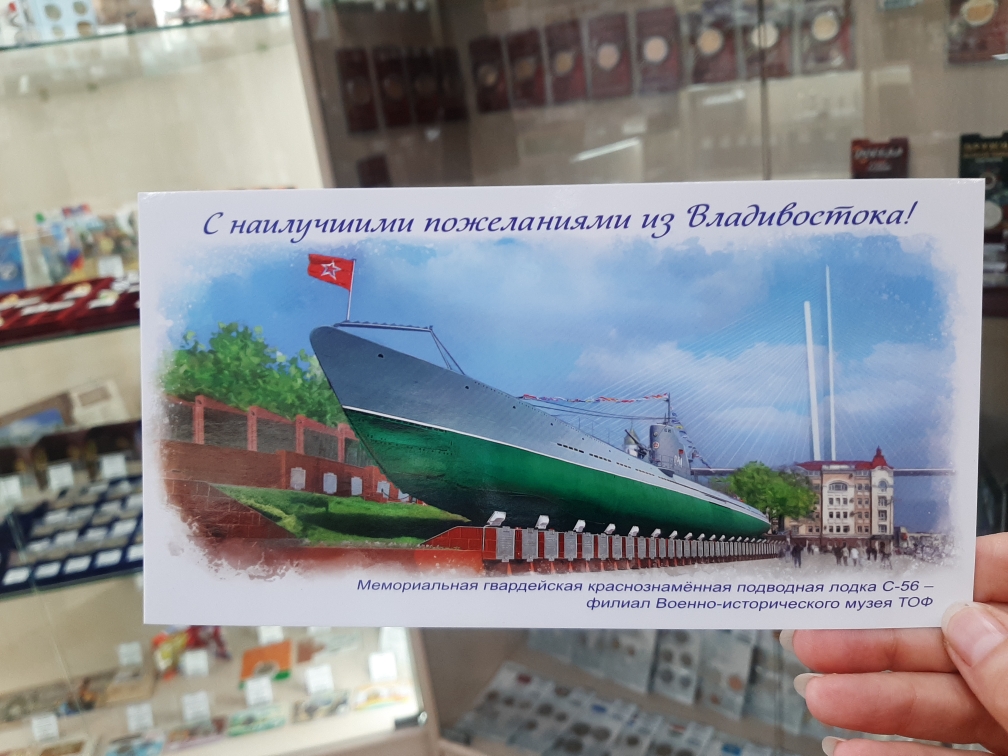 С наилучшими пожеланиями из Владивостока!
Мемориальная гвардейская краснознамённая подводная лодка С-56 –
филиал Военно-исторического музея ТОФ